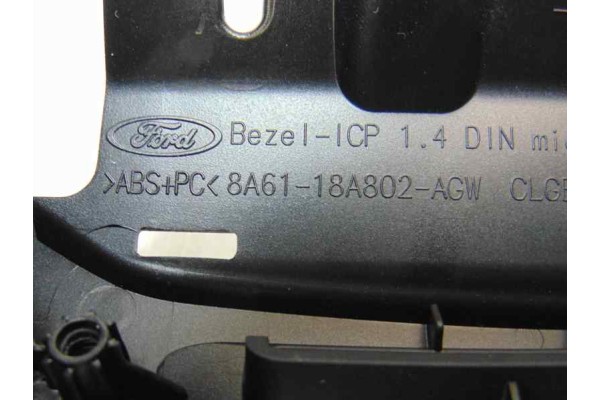 Ford Bezel-ICP 1.4 DIN
>ABS+PC< 8A61-18A802-AGW